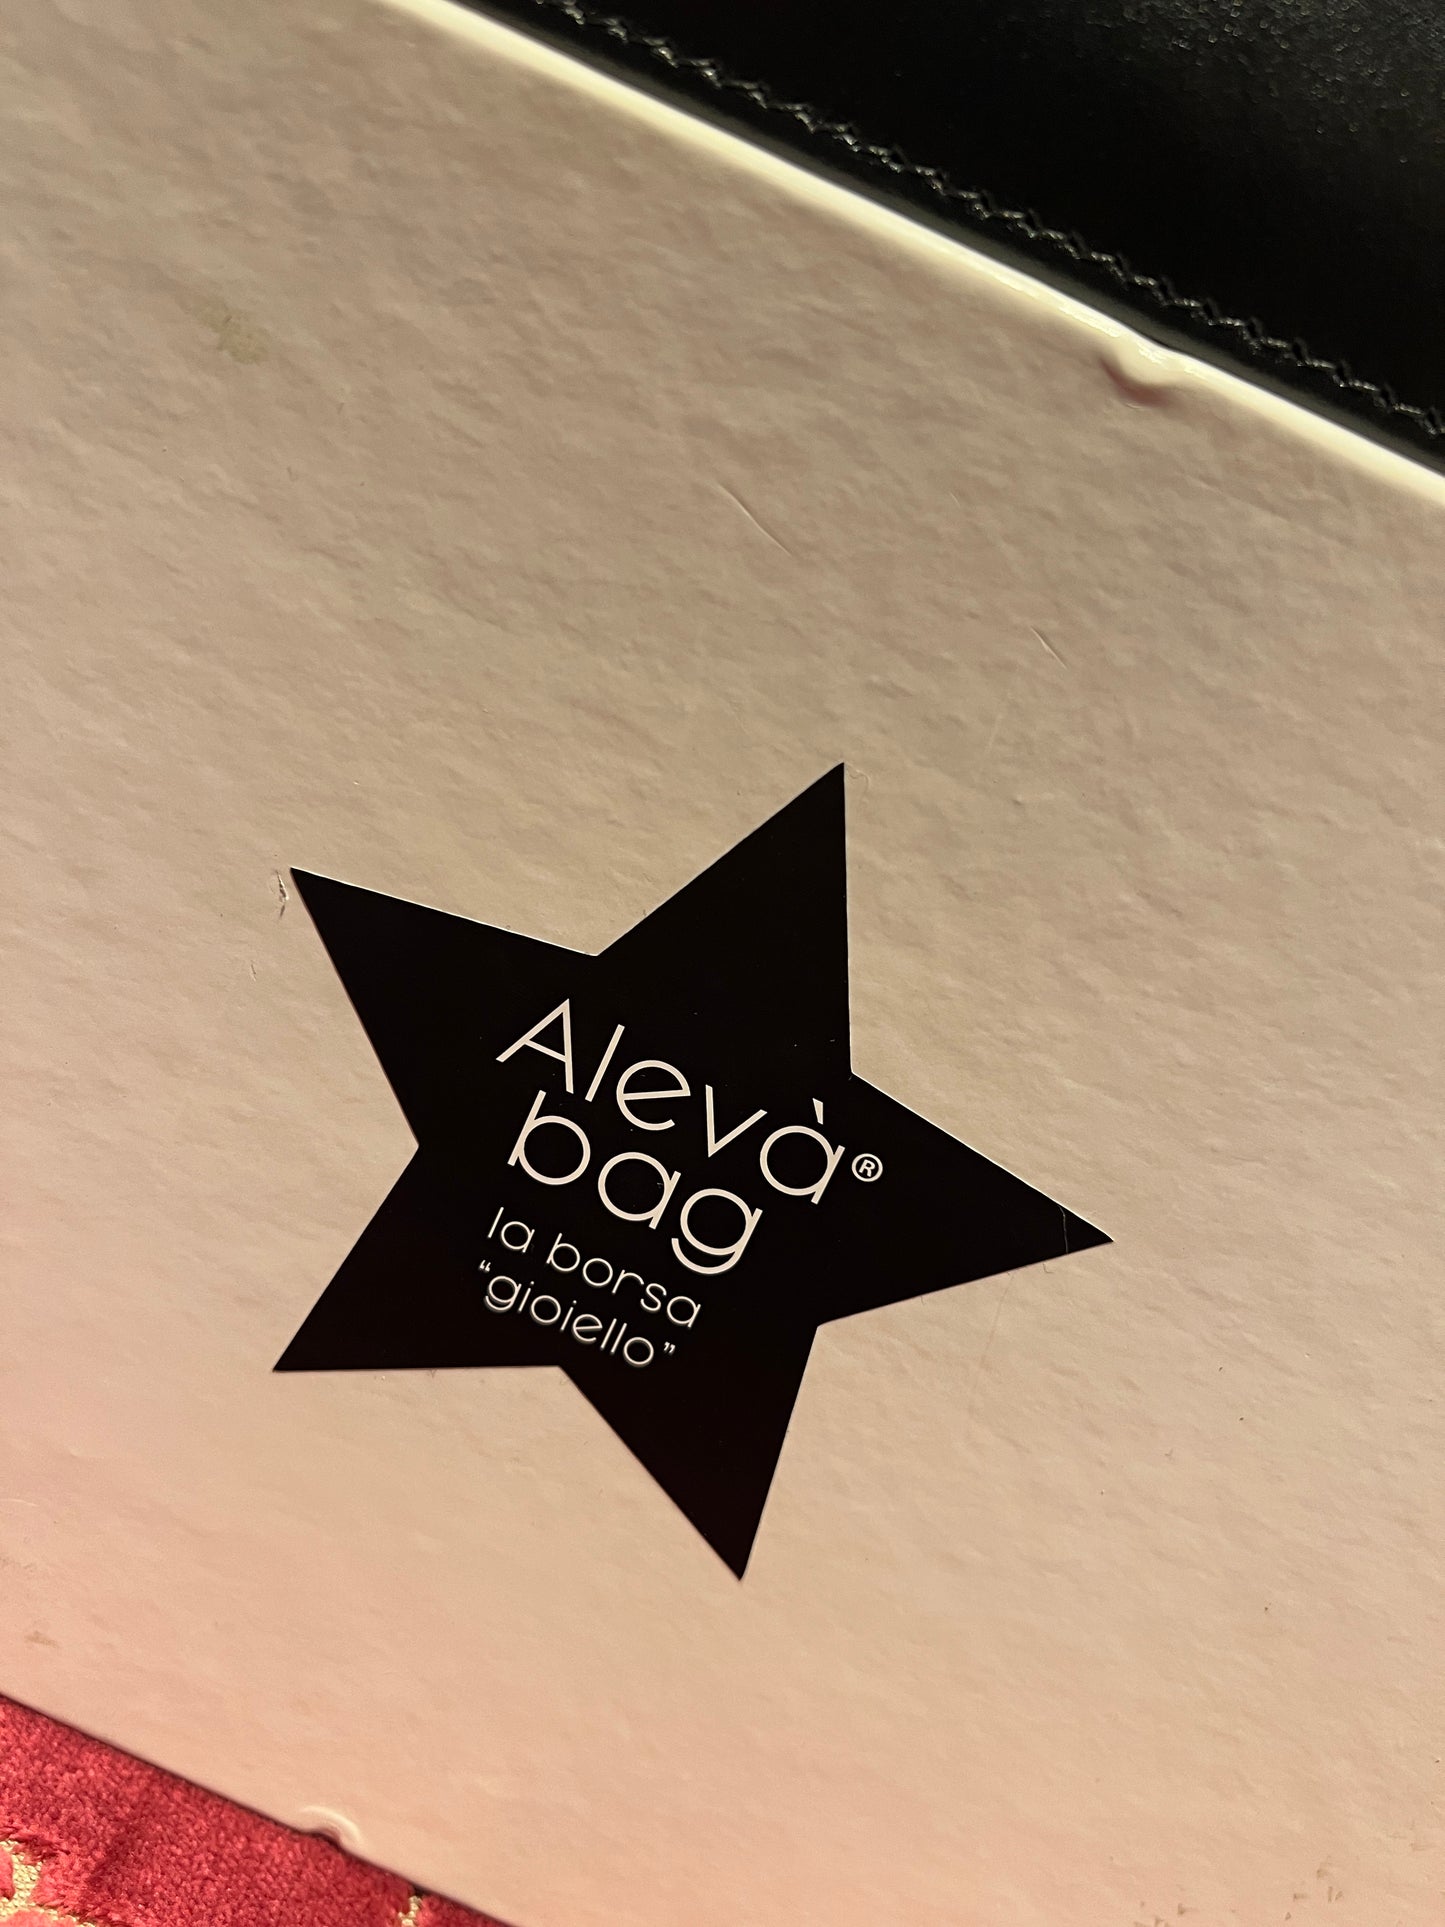 Alevà®
bag
la borsa
“gioiello”